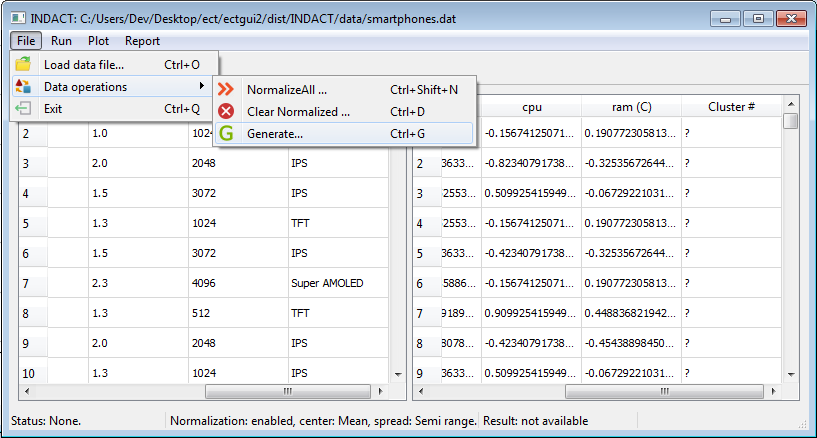 INDACT: C:/Users/Dev/Desktop/ect/ectgui2/dist/INDACT/data/smartphones.dat
File Run Plot Report
Load data file... Ctrl+O
Data operations
Exit Ctrl+Q
NormalizeAll ... Ctrl+Shift+N
Clear Normalized ... Ctrl+D
Generate... Ctrl+G
cpu ram (C) Cluster #
2 1.0 1024 -0.15674125071... 0.190772305813... ?
3 2.0 2048 IPS 2 3633... -0.82340791738... -0.32535672644... ?
4 1.5 3072 IPS 3 32553... 0.509925415949... -0.06729221031... ?
5 1.3 1024 TFT 4 32553... -0.15674125071... 0.190772305813... ?
6 1.5 3072 IPS 5 3633... -0.42340791738... -0.32535672644... ?
7 2.3 4096 Super AMOLED 6 5886... -0.15674125071... 0.190772305813... ?
8 1.3 512 TFT 7 9189... 0.909925415949... 0.448836821942... ?
9 2.0 2048 IPS 8 8078... -0.42340791738... -0.45438898450... ?
10 1.3 1024 IPS 9 3633... 0.509925415949... -0.06729221031... ?
Status: None. Normalization: enabled, center: Mean, spread: Semi range. Result: not available